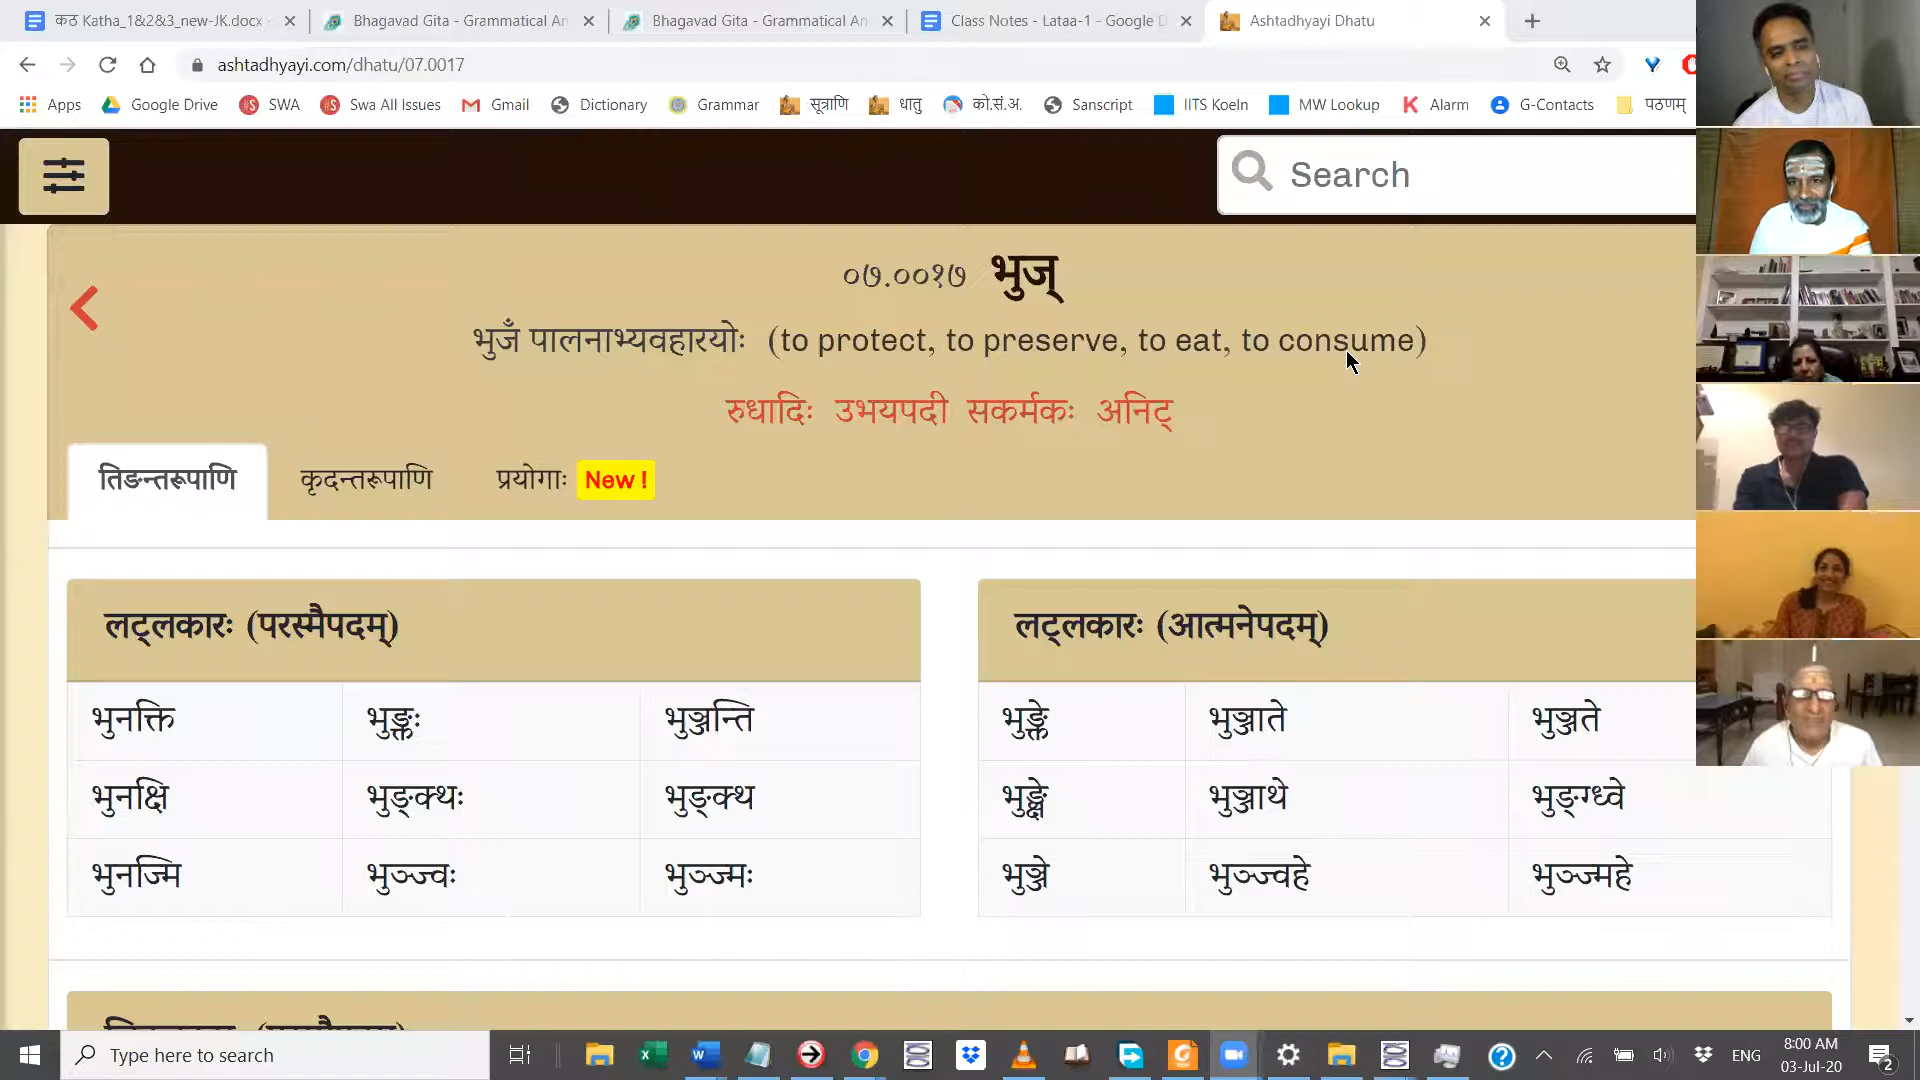 कठ Katha_1&2&3_new-JK.docx - Bhagavad Gita - Grammatical An Bhagavad Gita - Grammatical An Class Notes - Lataa-1 - Google D Ashtadhyayi Dhatu
ashtadhyayi.com/dhatu/07.0017
Apps Google Drive SWA Swa All Issues Gmail Dictionary Grammar सूत्राणि धातु को.सं.अ. Sanscript IITS Koeln MW Lookup Alarm G-Contacts पठणम्
Search
०७.००१७ भुज्
भुजँ पालनाभ्यवहारयोः (to protect, to preserve, to eat, to consume)
रुधादिः उभयपदी सकर्मकः अनिट्
तिङन्तरूपाणि कृदन्तरूपाणि प्रयोगाः New !
लट्लकारः (परस्मैपदम्) लट्लकारः (आत्मनेपदम्)
भुनक्ति भुङ्क्तः भुञ्जन्ति भुङ्क्ते भुञ्जाते भुञ्जते
भुनक्षि भुङ्क्थः भुङ्क्थ भुङ्क्षे भुञ्जाथे भुङ्ग्ध्वे
भुनज्मि भुञ्ज्वः भुञ्ज्मः भुञ्जे भुञ्ज्वहे भुञ्ज्महे
Type here to search ENG 8:00 AM
03-Jul-20 2